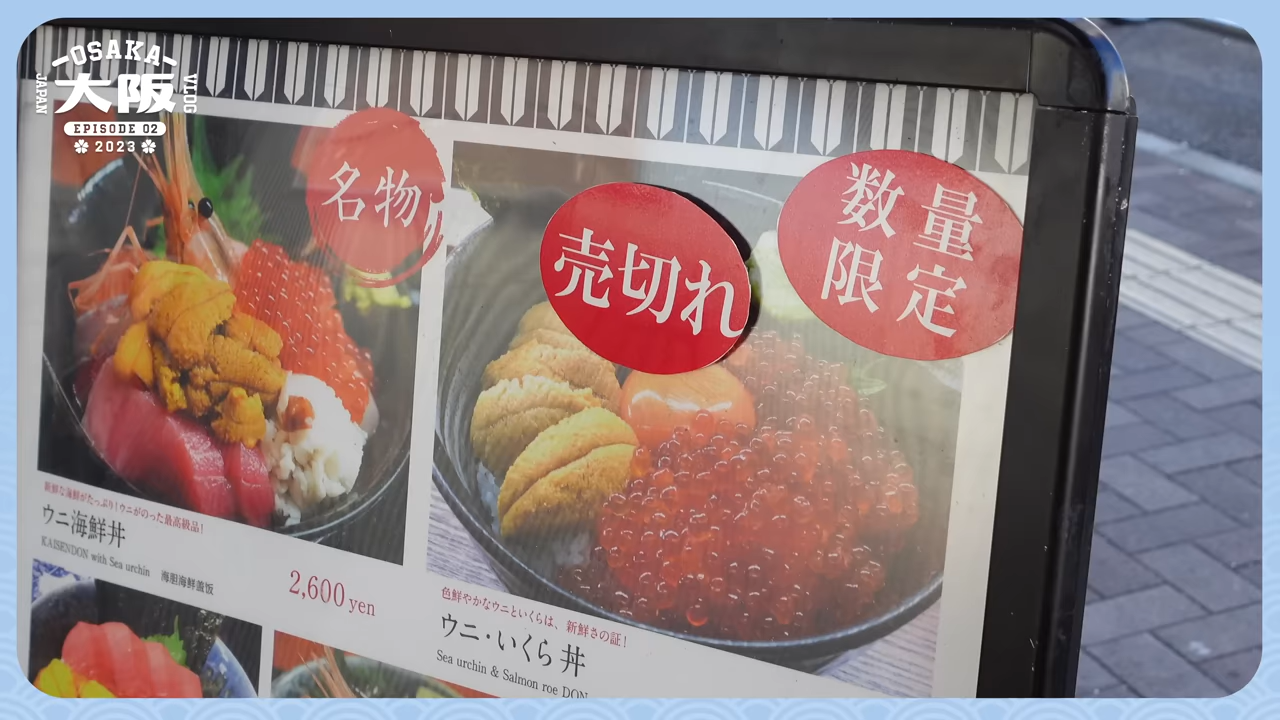 OSAKA
JAPAN
大阪
VLOG
EPISODE 02
2023
名物
売切れ
数量
限定
新鮮な海鮮がたっぷり!ウニがのった最高級品!
ウニ海鮮丼
KAISENDON with Sea urchin
海胆海鲜盖饭
2,600 yen
色鮮やかなウニといくらは、新鮮さの証!
ウニ・いくら丼
Sea urchin & Salmon roe DON